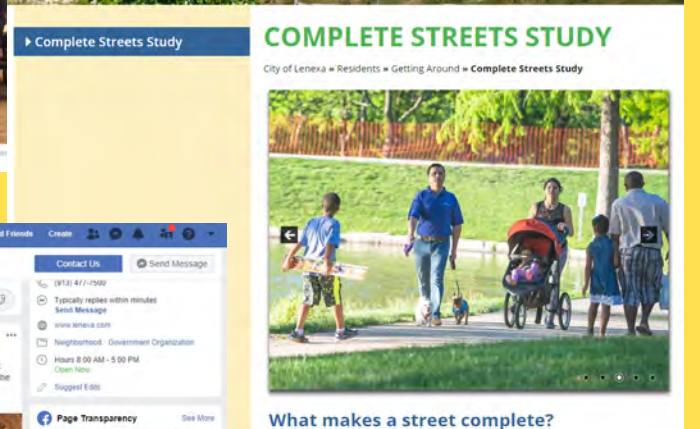 Complete Streets Study
COMPLETE STREETS STUDY
City of Lenexa » Residents » Getting Around » Complete Streets Study
What makes a street complete?
Friends Create
Contact Us Send Message
(913) 477-7500
Typically replies within minutes
Send Message
www.lenexa.com
Neighborhood · Government Organization
Hours 8:00 AM - 5:00 PM
Open Now
Suggest Edits
Page Transparency See More